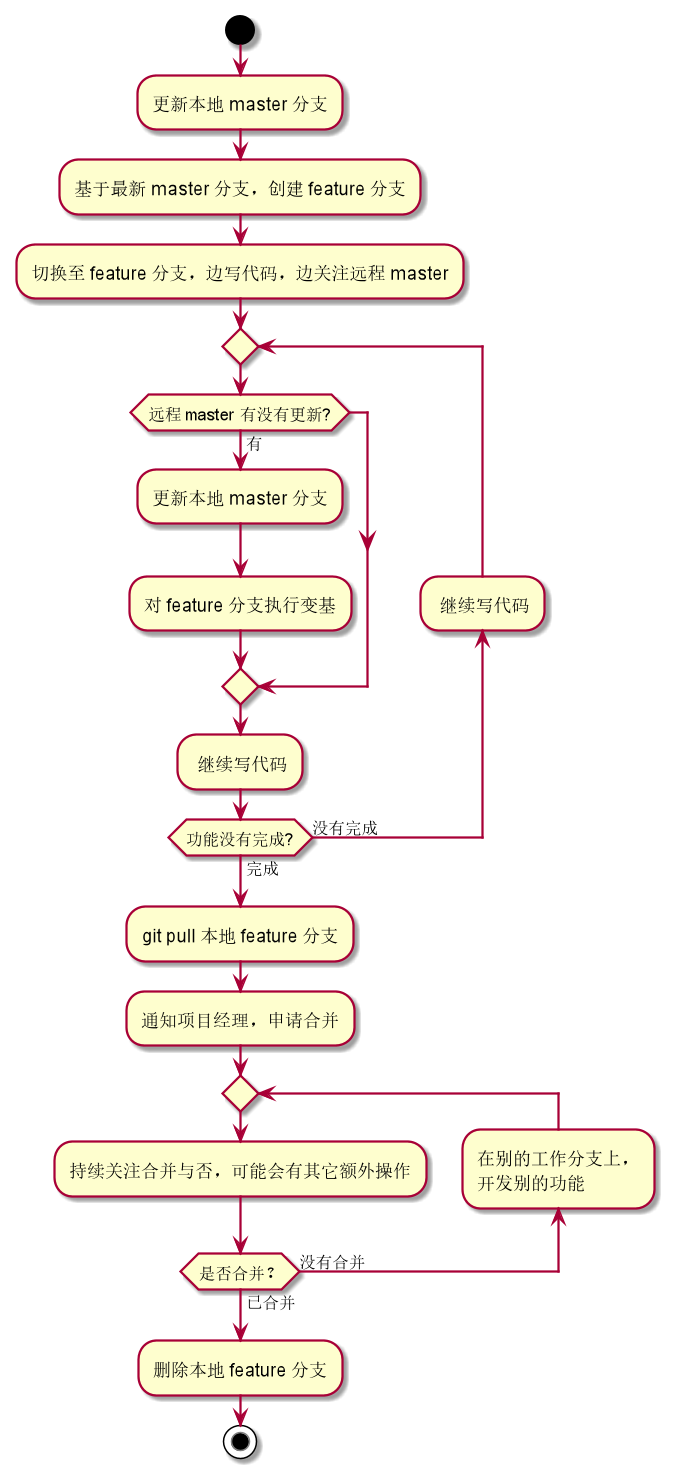 更新本地 master 分支
基于最新 master 分支，创建 feature 分支
切换至 feature 分支，边写代码，边关注远程 master
远程 master 有没有更新?
有
更新本地 master 分支
对 feature 分支执行变基
继续写代码
继续写代码
功能没有完成?
没有完成
完成
git pull 本地 feature 分支
通知项目经理，申请合并
持续关注合并与否，可能会有其它额外操作
在别的工作分支上，
开发别的功能
是否合并？
没有合并
已合并
删除本地 feature 分支